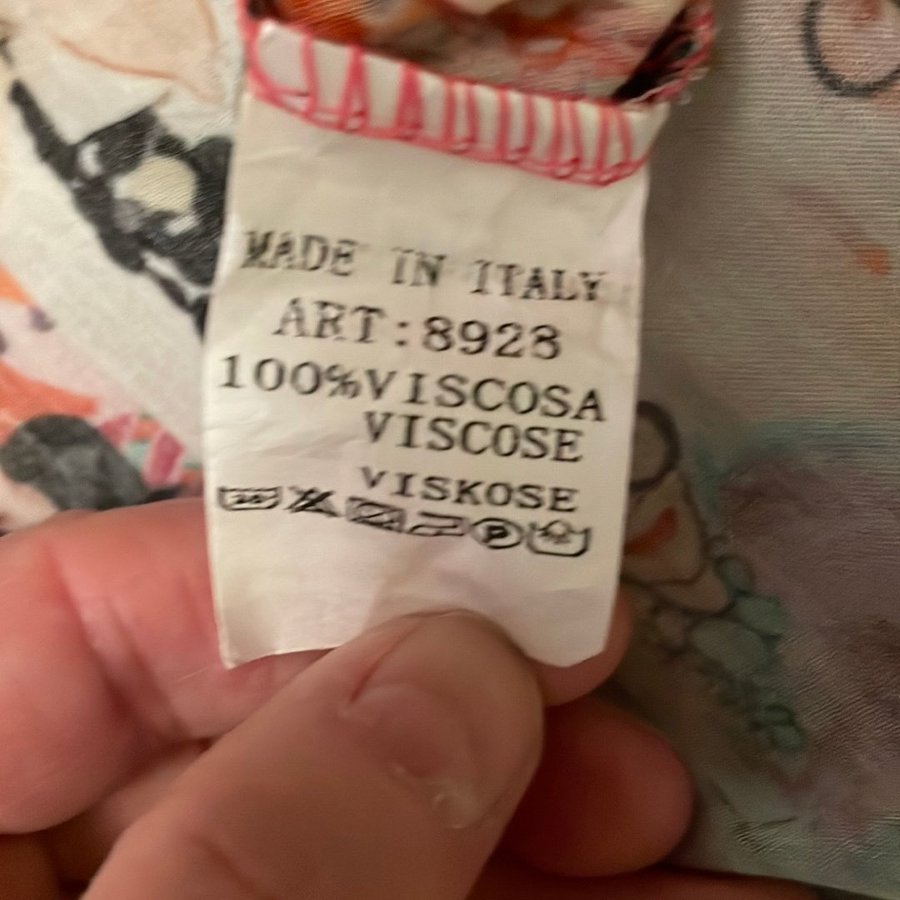 MADE IN ITALY
ART:8928
100%VISCOSA
VISCOSE
VISKOSE
P